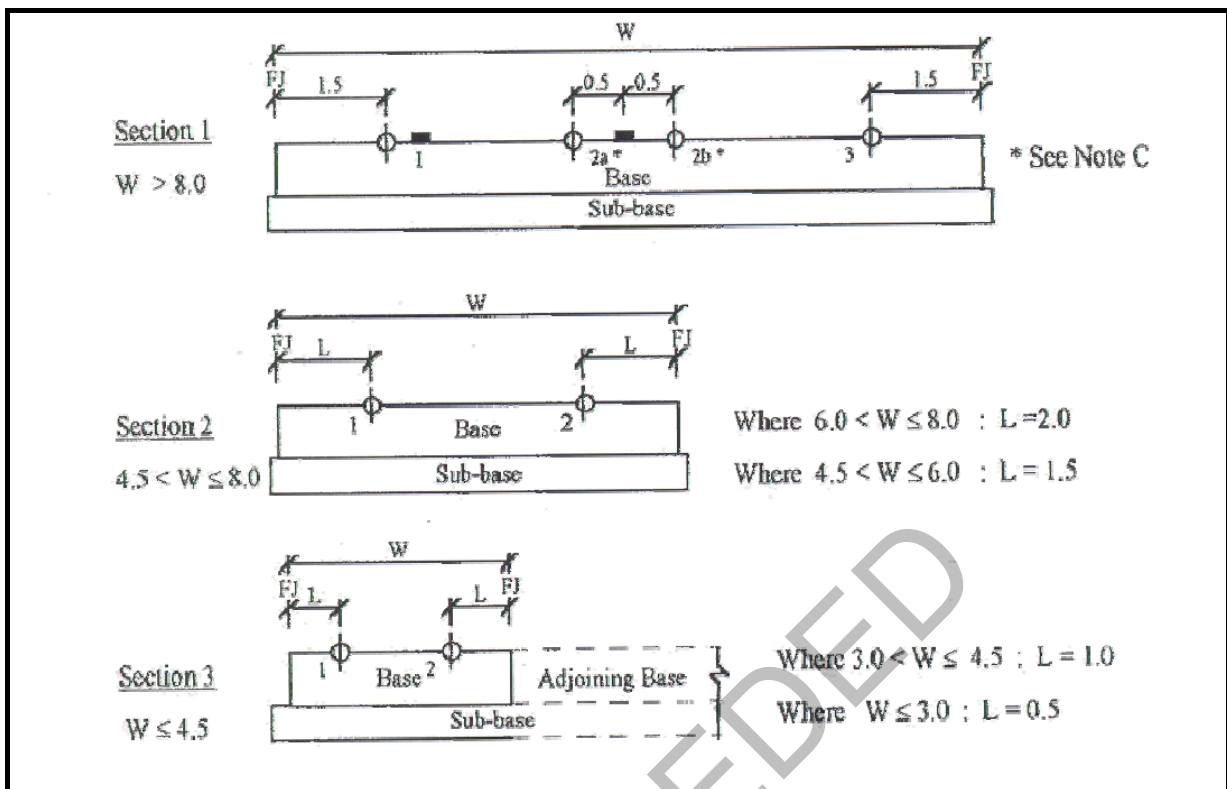 W
FJ 1.5 0.5 0.5 1.5 FJ
Section 1
W > 8.0
1 2a * 2b * 3
* See Note C
Base
Sub-base
W
FJ L L FJ
Section 2
4.5 < W ≤ 8.0
1 Base 2
Sub-base
Where 6.0 < W ≤ 8.0 : L =2.0
Where 4.5 < W ≤ 6.0 : L = 1.5
W
FJ L L FJ
Section 3
W ≤ 4.5
1 Base 2 Adjoining Base
Sub-base
Where 3.0 < W ≤ 4.5 ; L = 1.0
Where W ≤ 3.0 ; L = 0.5
EDED